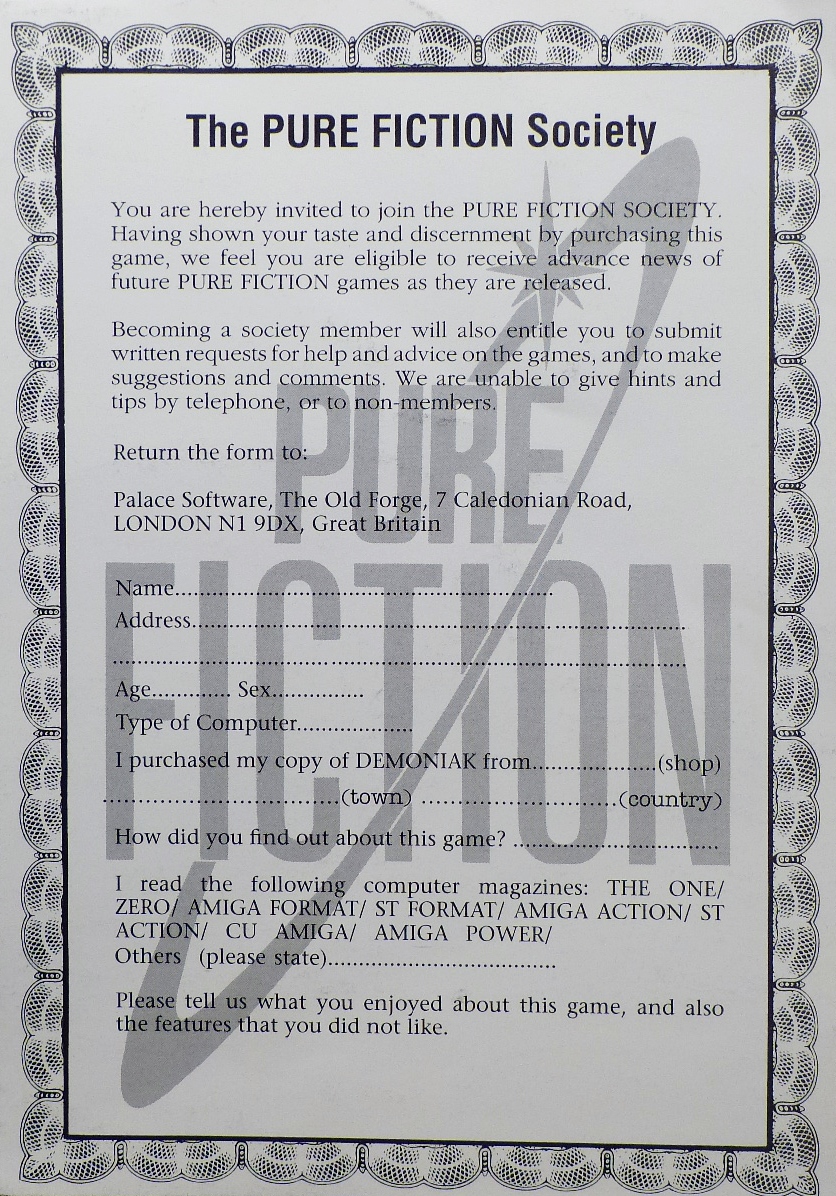 The PURE FICTION Society
You are hereby invited to join the PURE FICTION SOCIETY.
Having shown your taste and discernment by purchasing this
game, we feel you are eligible to receive advance news of
future PURE FICTION games as they are released.
Becoming a society member will also entitle you to submit
written requests for help and advice on the games, and to make
suggestions and comments. We are unable to give hints and
tips by telephone, or to non-members.
Return the form to:
Palace Software, The Old Forge, 7 Caledonian Road,
LONDON N1 9DX, Great Britain
PURE
FICTION
Name..........................................................
Address.................................................................................
..........................................................................................
Age............ Sex..............
Type of Computer..................
I purchased my copy of DEMONIAK from...................(shop)
....................................(town) .............................(country)
How did you find out about this game? ................................
I read the following computer magazines: THE ONE/
ZERO/ AMIGA FORMAT/ ST FORMAT/ AMIGA ACTION/ ST
ACTION/ CU AMIGA/ AMIGA POWER/
Others (please state)...................................
Please tell us what you enjoyed about this game, and also
the features that you did not like.